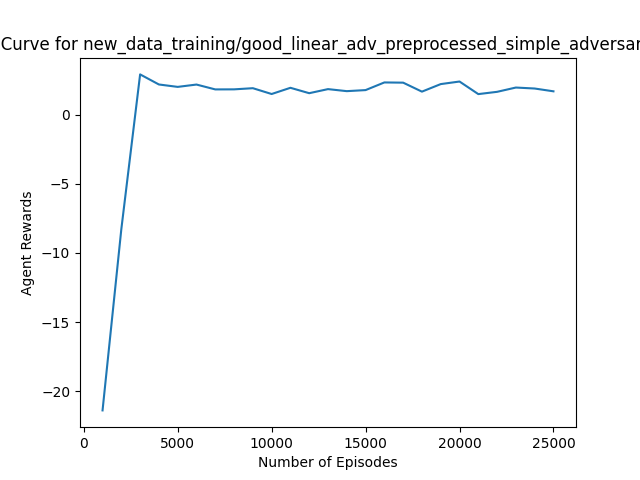 Curve for new_data_training/good_linear_adv_preprocessed_simple_adversar
0
−5
−10
−15
−20
Agent Rewards
0 5000 10000 15000 20000 25000
Number of Episodes